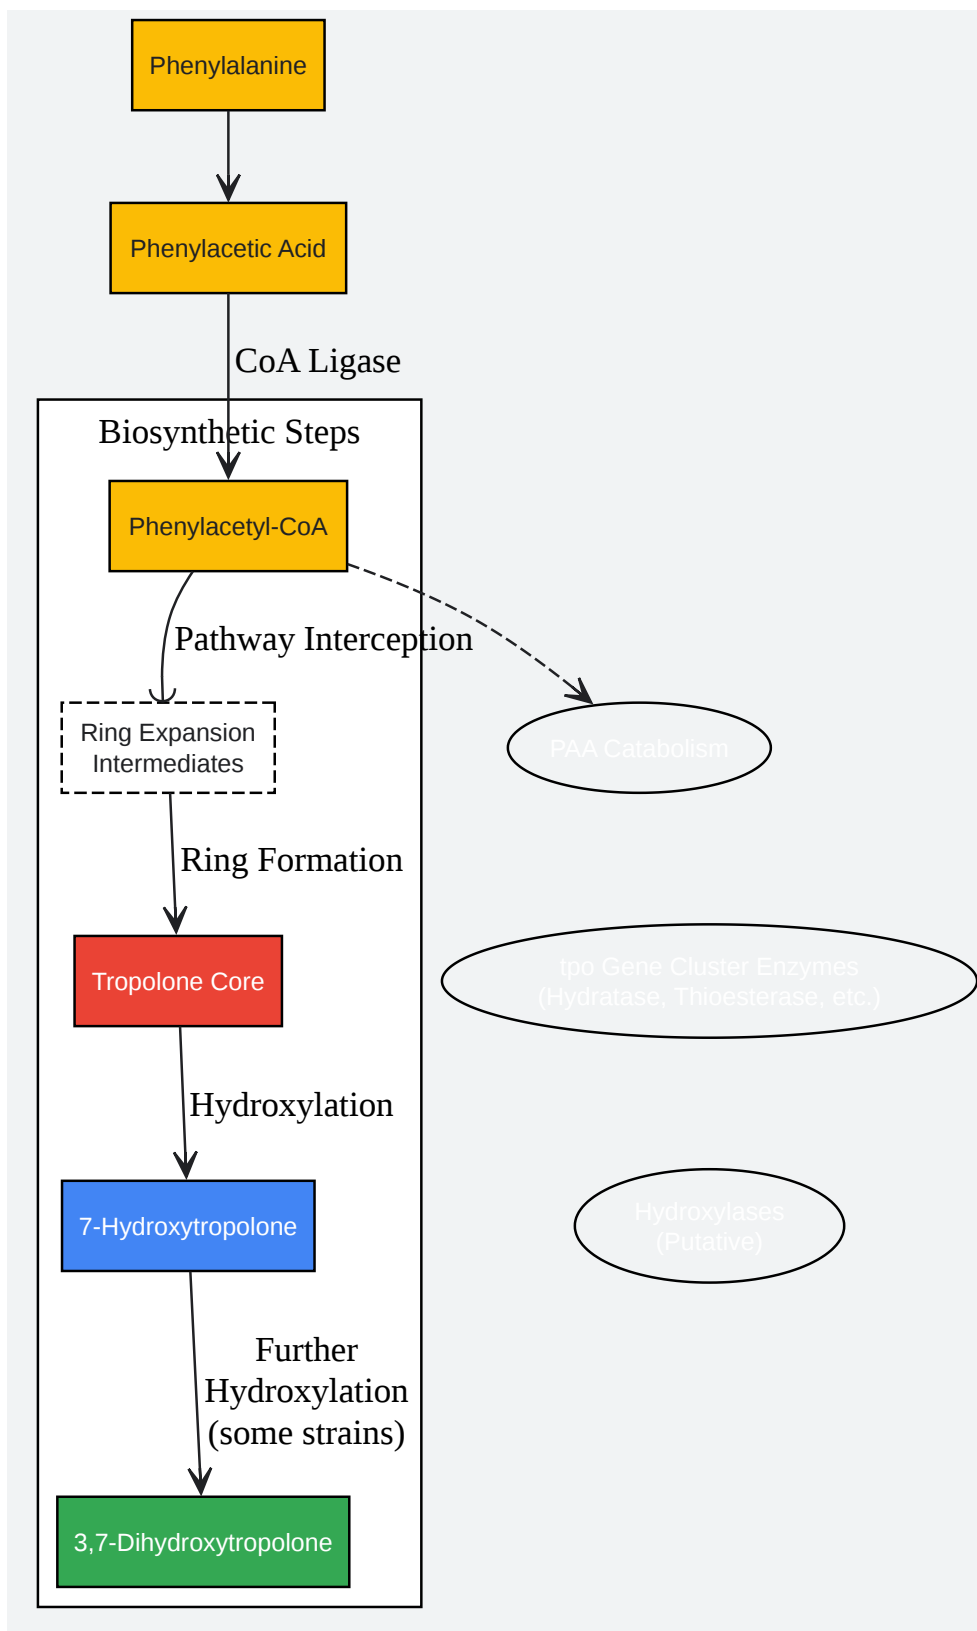 Phenylalanine
Phenylacetic Acid
CoA Ligase
Biosynthetic Steps
Phenylacetyl-CoA
Pathway Interception
Ring Expansion
Intermediates
PAA Catabolism
Ring Formation
tpo Gene Cluster Enzymes
(Hydratase, Thioesterase, etc.)
Tropolone Core
Hydroxylation
Hydroxylases
(Putative)
7-Hydroxytropolone
Further
Hydroxylation
(some strains)
3,7-Dihydroxytropolone